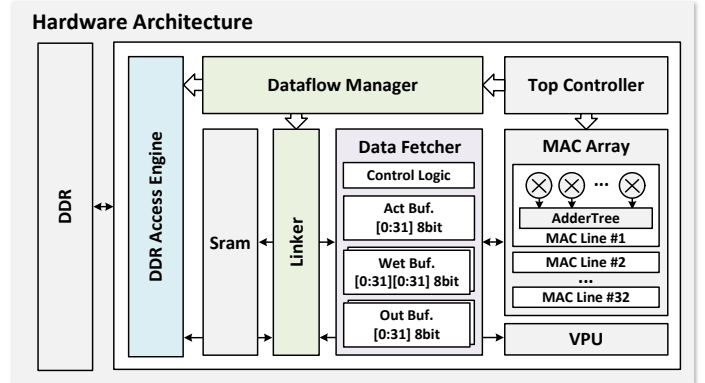 Hardware Architecture
DDR
DDR Access Engine
Dataflow Manager
Top Controller
Sram
Linker
Data Fetcher
Control Logic
Act Buf.
[0:31] 8bit
Wet Buf.
[0:31][0:31] 8bit
Out Buf.
[0:31] 8bit
MAC Array
...
AdderTree
MAC Line #1
MAC Line #2
...
MAC Line #32
VPU